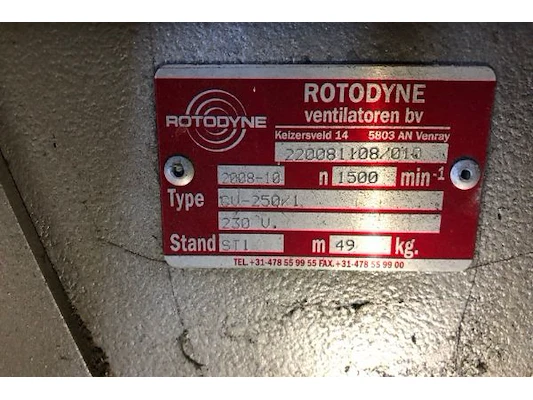 ROTODYNE
ROTODYNE
ventilatoren bv
Keizersveld 14 5803 AN Venray
220081108/010
2008-10 n 1500 min-1
Type CV-250/1
230 V.
Stand ST1 m 49 kg.
TEL.+31-478 55 99 55 FAX.+31-478 55 99 00